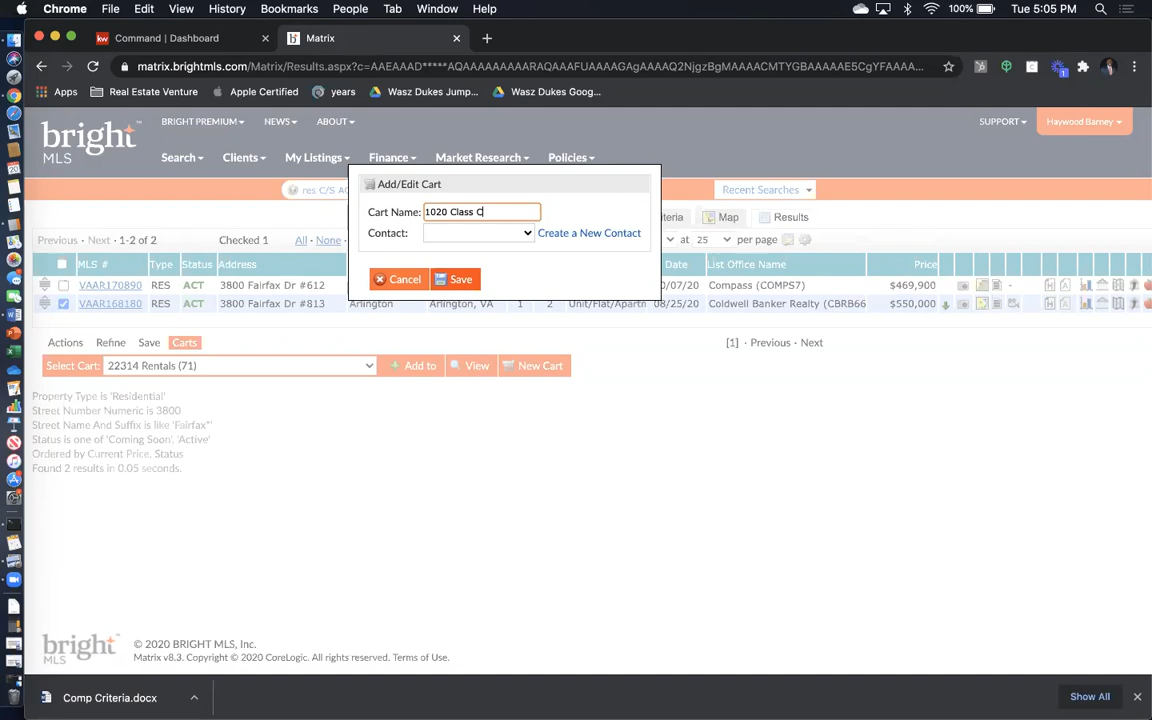 Chrome File Edit View History Bookmarks People Tab Window Help 100% Tue 5:05 PM
Command | Dashboard Matrix
matrix.brightmls.com/Matrix/Results.aspx?c=AAEAAAD*****AQAAAAAAAAARAQAAAFUAAAAGAgAAAAQ2NjgzBgMAAAACMTYGBAAAAAE5CgYFAAAA...
Apps Real Estate Venture Apple Certified years Wasz Dukes Jump... Wasz Dukes Goog...
BRIGHT PREMIUM NEWS ABOUT SUPPORT Haywood Barney
bright MLS
Search Clients My Listings Finance Market Research Policies
res C/S AC Recent Searches
Add/Edit Cart
Cart Name: 1020 Class C
Contact: Create a New Contact
Cancel Save
teria Map Results
Previous · Next · 1-2 of 2 Checked 1 All · None · at 25 per page
MLS # Type Status Address Date List Office Name Price
VAAR170890 RES ACT 3800 Fairfax Dr #612 0/07/20 Compass (COMPS7) $469,900
VAAR168180 RES ACT 3800 Fairfax Dr #813 Arlington Arlington, VA 1 2 Unit/Flat/Apartm 08/25/20 Coldwell Banker Realty (CBRB66 $550,000
Actions Refine Save Carts [1] · Previous · Next
Select Cart: 22314 Rentals (71) Add to View New Cart
Property Type is 'Residential'
Street Number Numeric is 3800
Street Name And Suffix is like 'Fairfax*'
Status is one of 'Coming Soon', 'Active'
Ordered by Current Price, Status
Found 2 results in 0.05 seconds.
bright MLS
© 2020 BRIGHT MLS, Inc.
Matrix v8.3. Copyright © 2020 CoreLogic. All rights reserved. Terms of Use.
Comp Criteria.docx Show All